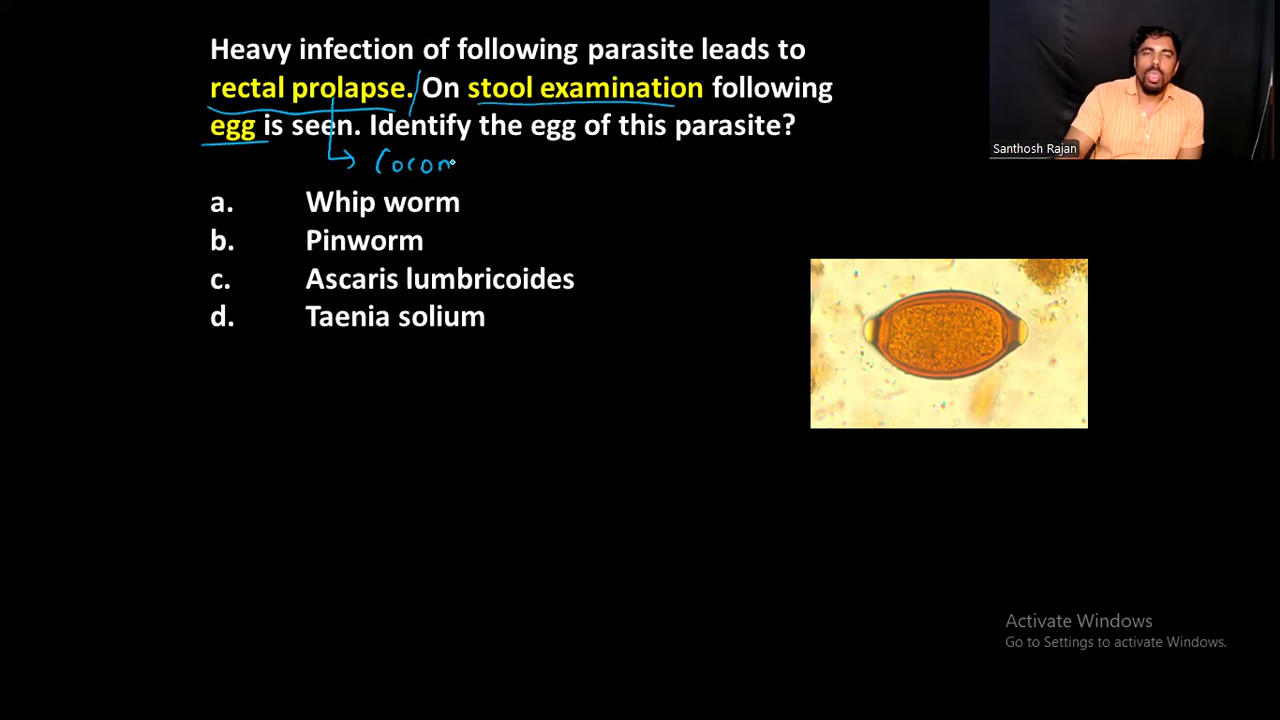 Heavy infection of following parasite leads to
rectal prolapse. On stool examination following
egg is seen. Identify the egg of this parasite?
Cocon
a. Whip worm
b. Pinworm
c. Ascaris lumbricoides
d. Taenia solium
Santhosh Rajan
Activate Windows
Go to Settings to activate Windows.